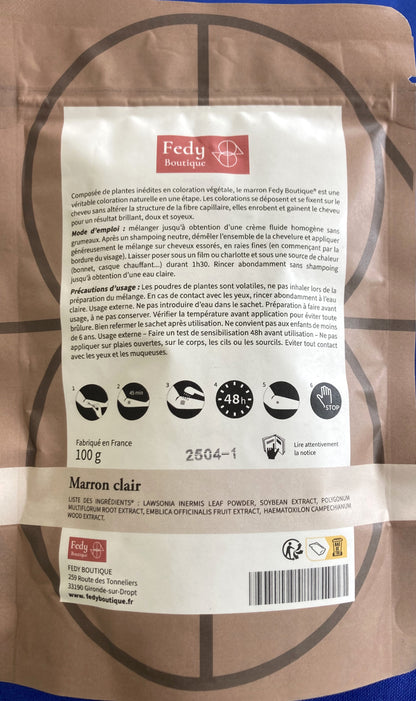 Fedy
Boutique
Composée de plantes inédites en coloration végétale, le marron Fedy Boutique® est une
véritable coloration naturelle en une étape. Les colorations se déposent et se fixent sur le
cheveu sans altérer la structure de la fibre capillaire, elles enrobent et gainent le cheveu
pour un résultat brillant, doux et soyeux.
Mode d'emploi : mélanger jusqu'à obtention d'une crème fluide homogène sans
grumeaux. Après un shampoing neutre, démêler l'ensemble de la chevelure et appliquer
généreusement le mélange sur cheveux essorés, en raies fines (en commençant par la
bordure du visage). Laisser poser sous un film ou charlotte et sous une source de chaleur
(bonnet, casque chauffant...) durant 1h30. Rincer abondamment sans shampoing
jusqu'à obtention d'une eau claire.
Précautions d'usage : Les poudres de plantes sont volatiles, ne pas inhaler lors de la
préparation du mélange. En cas de contact avec les yeux, rincer abondamment à l'eau
claire. Usage externe. Ne pas introduire d'eau dans le sachet. Préparation à faire avant
usage, à ne pas conserver. Vérifier la température avant application pour éviter toute
brûlure. Bien refermer le sachet après utilisation. Ne convient pas aux enfants de moins
de 6 ans. Usage externe – Faire un test de sensibilisation 48h avant utilisation – Ne pas
appliquer sur plaies ouvertes, sur le corps, les cils ou les sourcils. Eviter tout contact
avec les yeux et les muqueuses.
1 2 3 4 5 6
45 min
48h
STOP
Fabriqué en France
100 g
2504-1
Lire attentivement
la notice
Marron clair
LISTE DES INGRÉDIENTS* : LAWSONIA INERMIS LEAF POWDER, SOYBEAN EXTRACT, POLYGONUM
MULTIFLORUM ROOT EXTRACT, EMBLICA OFFICINALIS FRUIT EXTRACT, HAEMATOXILON CAMPECHIANUM
WOOD EXTRACT.
Fedy
Boutique
FEDY BOUTIQUE
259 Route des Tonneliers
33190 Gironde-sur-Dropt
www.fedyboutique.fr